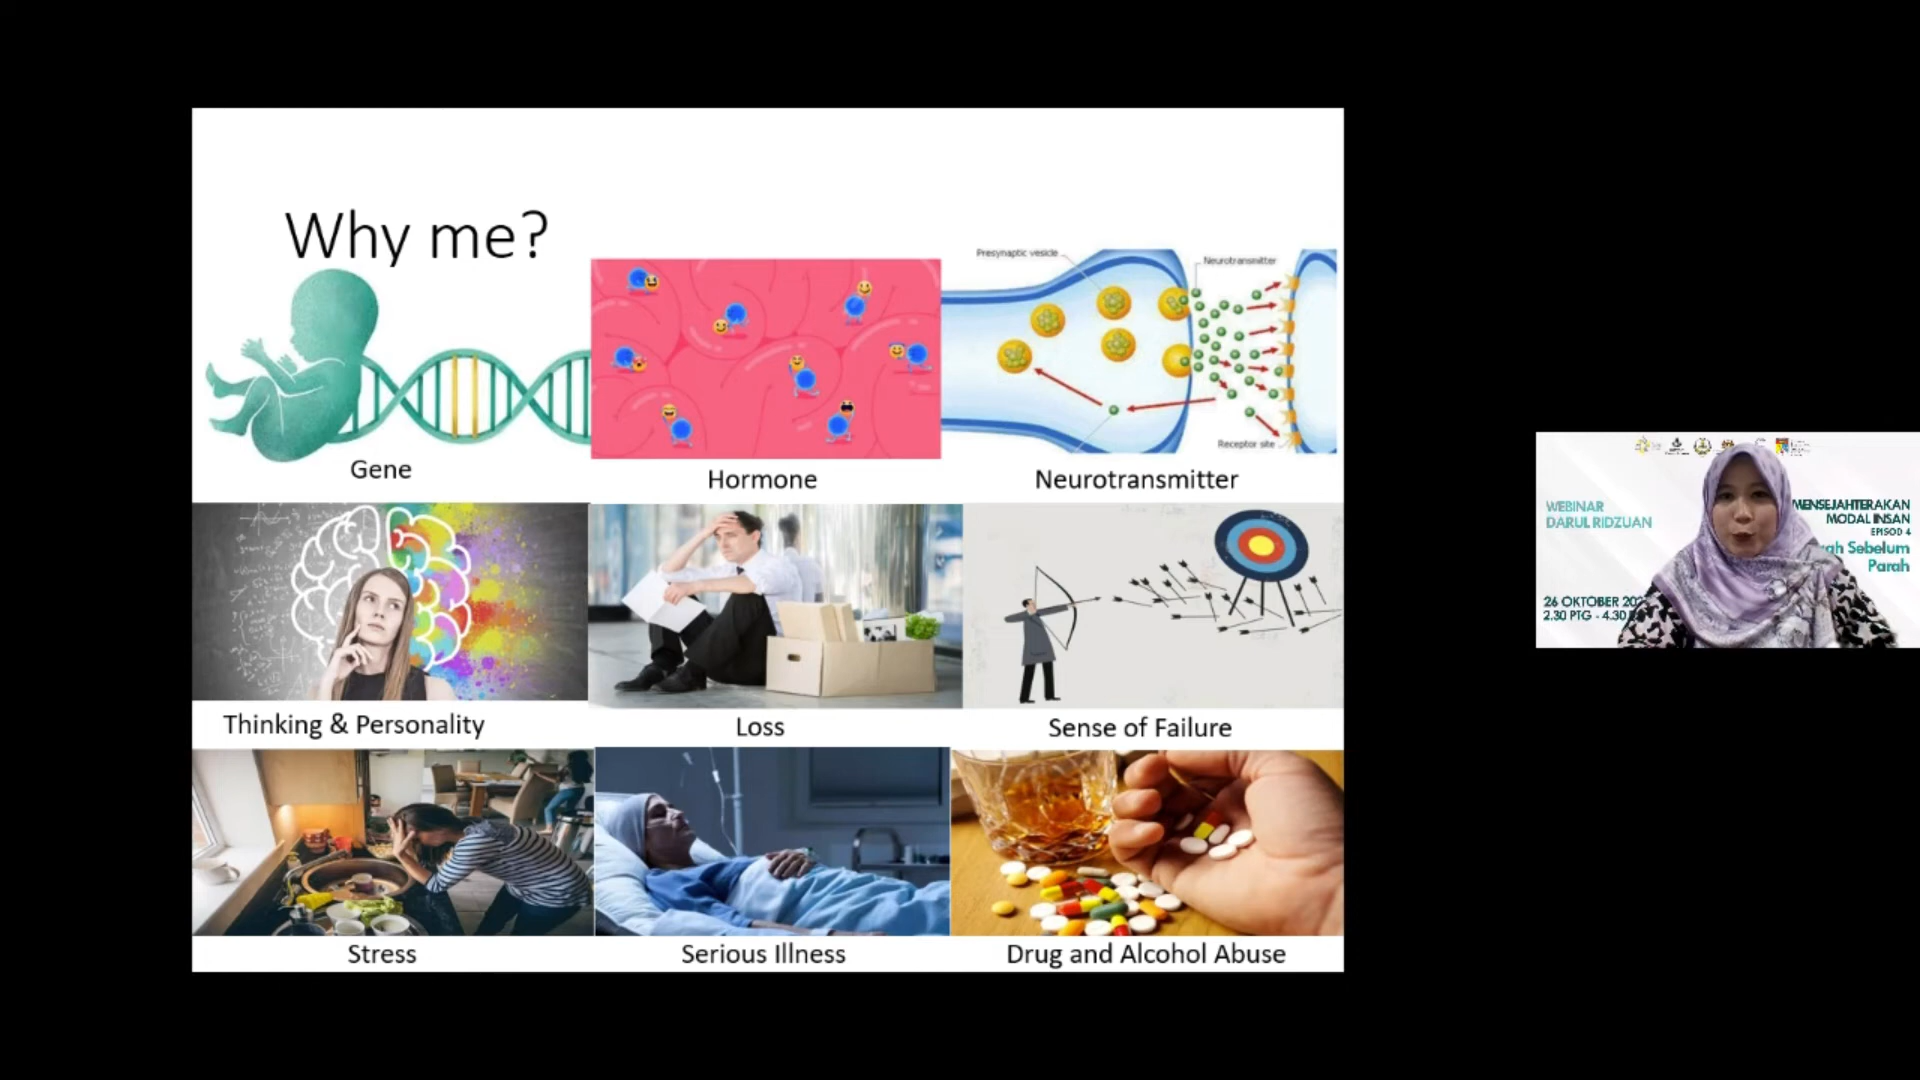 Why me?
Presynaptic vesicle
Neurotransmitter
Receptor site
Gene
Hormone
Neurotransmitter
Thinking & Personality
Loss
Sense of Failure
Stress
Serious Illness
Drug and Alcohol Abuse
WEBINAR
DARUL RIDZUAN
MENSEJAHTERAKAN
MODAL INSAN
EPISOD 4
Sebelum
Parah
26 OKTOBER
2.30 PTG - 4.30